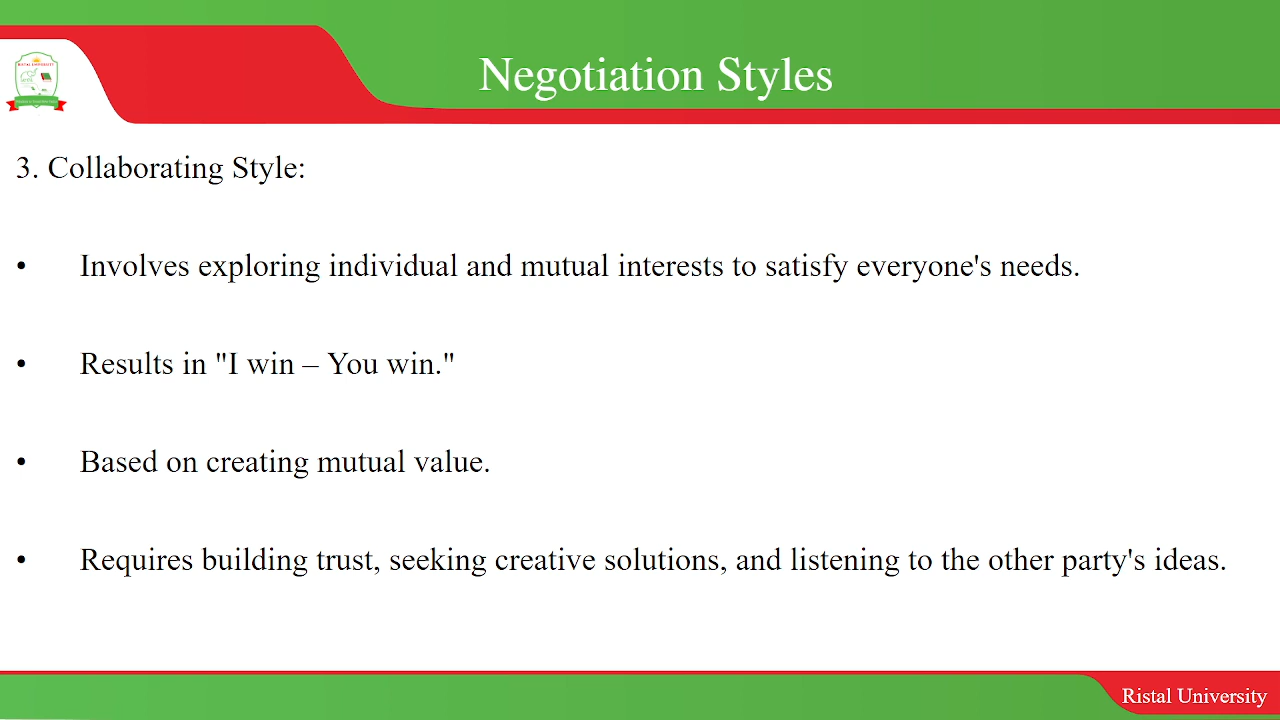 Negotiation Styles
RISTAL UNIVERSITY
3. Collaborating Style:
• Involves exploring individual and mutual interests to satisfy everyone's needs.
• Results in "I win – You win."
• Based on creating mutual value.
• Requires building trust, seeking creative solutions, and listening to the other party's ideas.
Ristal University